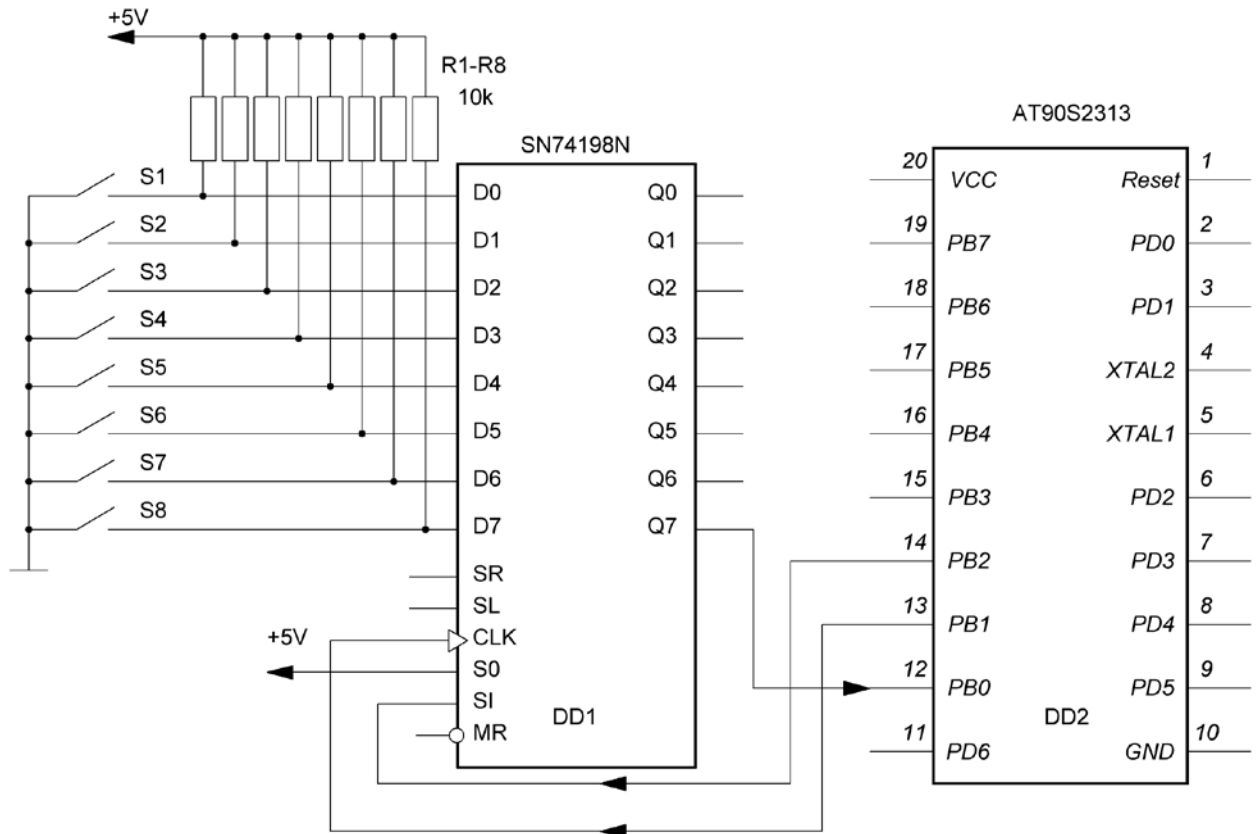 +5V
R1-R8
10k
SN74198N
AT90S2313
S1
S2
S3
S4
S5
S6
S7
S8
D0
D1
D2
D3
D4
D5
D6
D7
SR
SL
CLK
+5V
S0
SI
MR
Q0
Q1
Q2
Q3
Q4
Q5
Q6
Q7
DD1
20 VCC Reset 1
19 PB7 PD0 2
18 PB6 PD1 3
17 PB5 XTAL2 4
16 PB4 XTAL1 5
15 PB3 PD2 6
14 PB2 PD3 7
13 PB1 PD4 8
12 PB0 PD5 9
DD2
11 PD6 GND 10